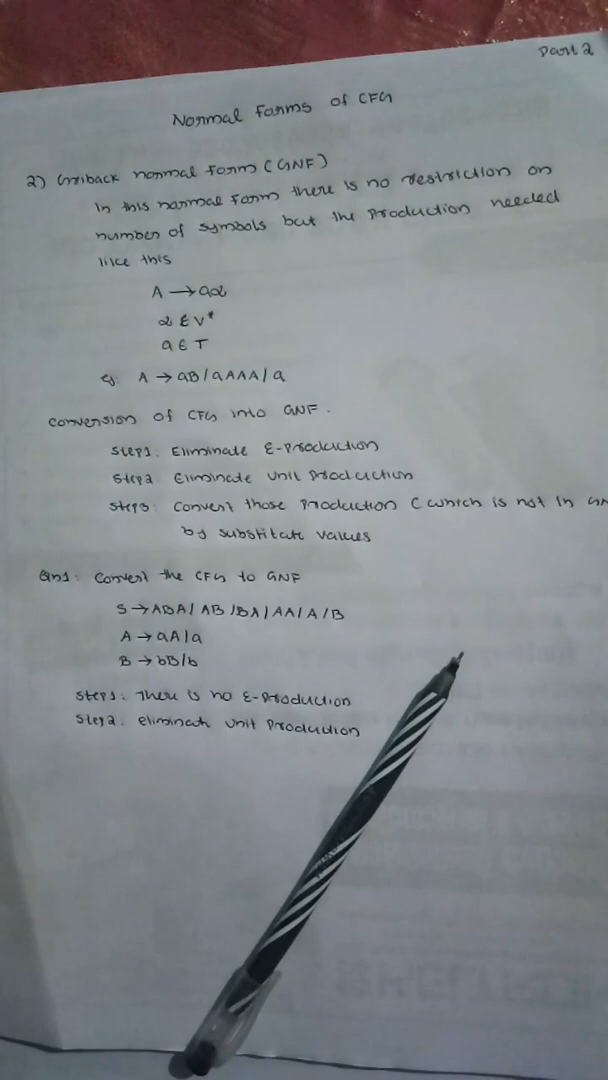 Part 2
Normal Forms of CFG
2) Griback normal form (GNF)
In this normal form there is no restriction on
number of symbols but the production needed
like this
A → aα
α ∈ V*
a ∈ T
eg. A → aB/aAAA/a
Conversion of CFG into GNF.
Step1: Eliminate ε-Production
Step2: Eliminate unit production
Step3: Convert those production (which is not in GN
by substitute values
Qn1: Convert the CFG to GNF
S → ABA/AB/BA/AA/A/B
A → aA/a
B → bB/b
Step1: There is no ε-Production
Step2: eliminate unit production